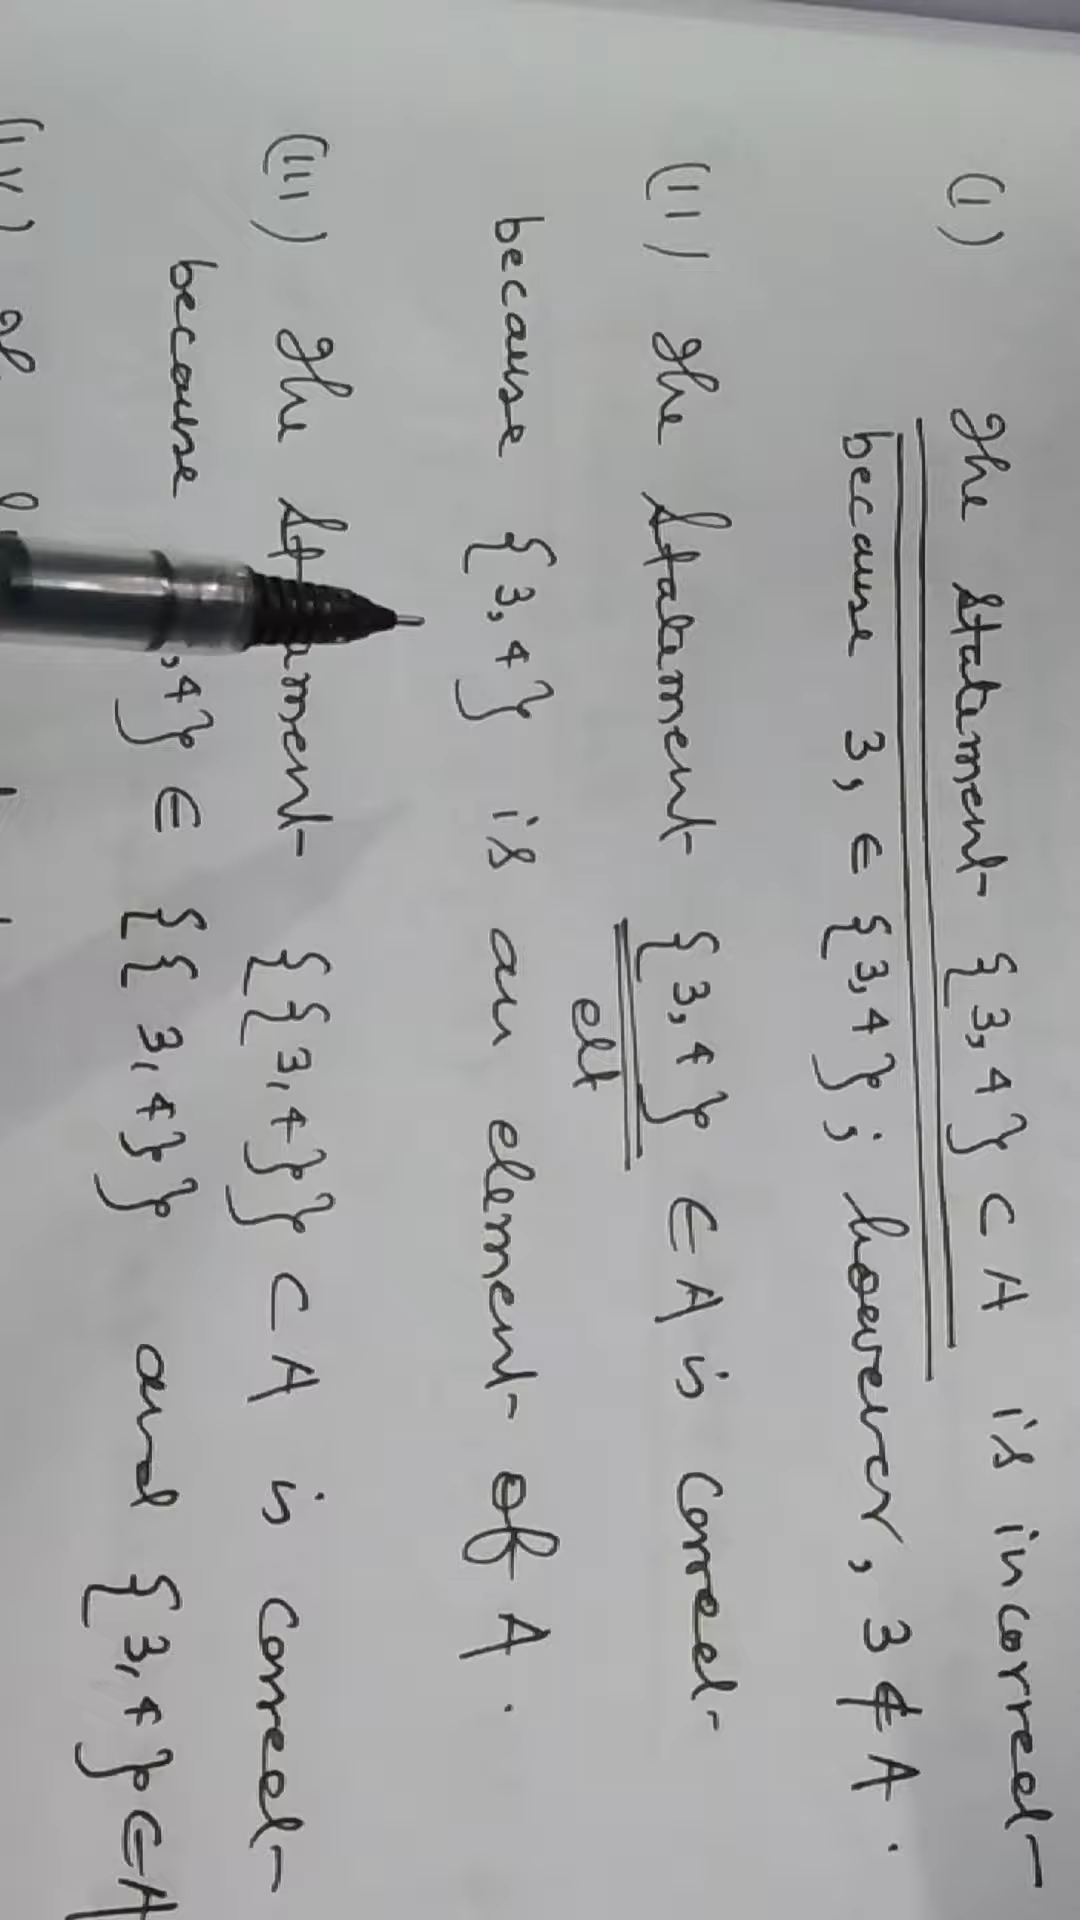 (i) The statement {3, 4} ⊂ A is incorrect
because 3, ∈ {3, 4} ; however, 3 ∉ A.
(ii) The statement {3, 4} ∈ A is correct
elt
because {3, 4} is an element of A.
(iii) The statement {{3, 4}} ⊂ A is correct
because , 4} ∈ {{3, 4}} and {3, 4} ∈ A
(iv)